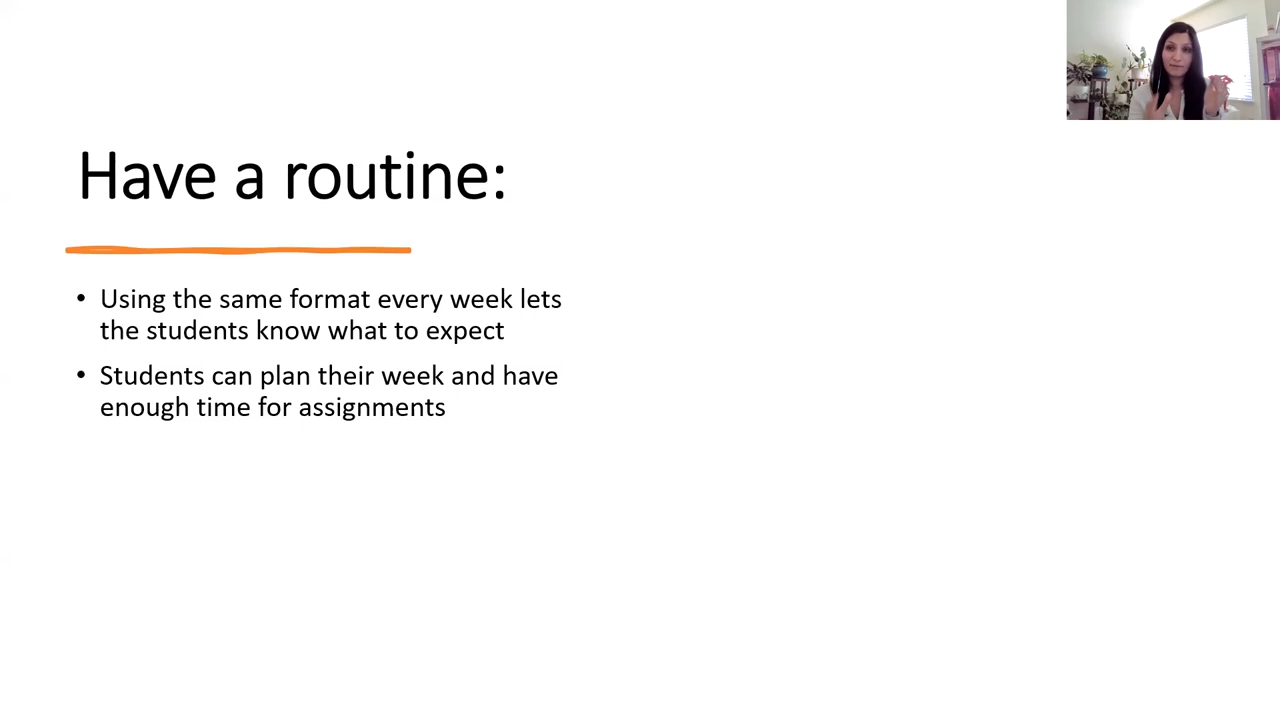 Have a routine:
• Using the same format every week lets
the students know what to expect
• Students can plan their week and have
enough time for assignments